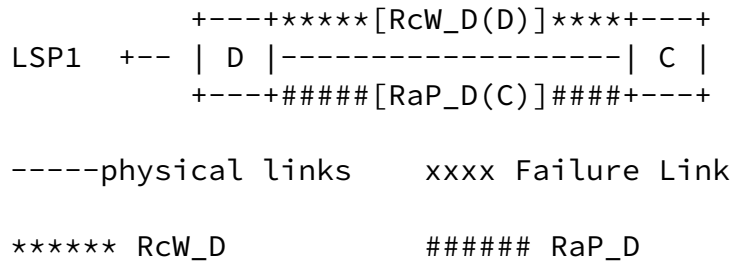 +---+*****[RcW_D(D)]****+---+
LSP1 +-- | D |-------------------| C |
+---+#####[RaP_D(C)]####+---+
-----physical links xxxx Failure Link
****** RcW_D ###### RaP_D